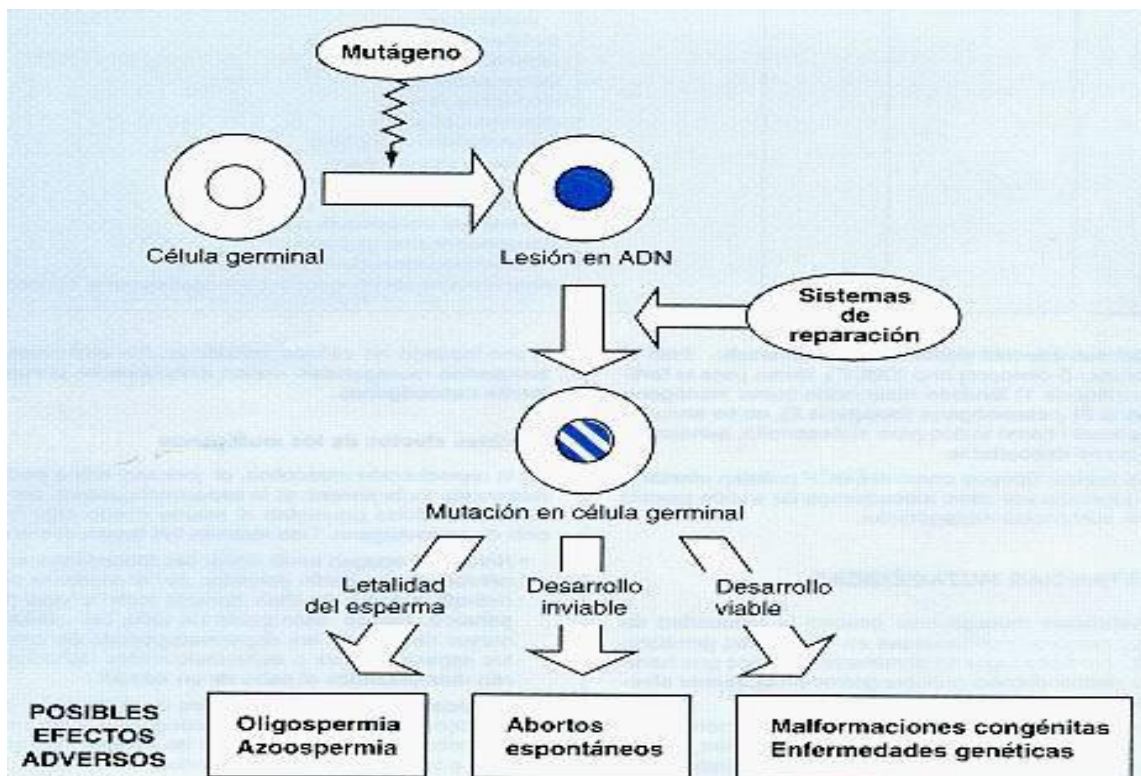 Mutágeno
Célula germinal
Lesión en ADN
Sistemas
de
reparación
Mutación en célula germinal
Letalidad
del esperma
Desarrollo
inviable
Desarrollo
viable
POSIBLES
EFECTOS
ADVERSOS
Oligospermia
Azoospermia
Abortos
espontáneos
Malformaciones congénitas
Enfermedades genéticas